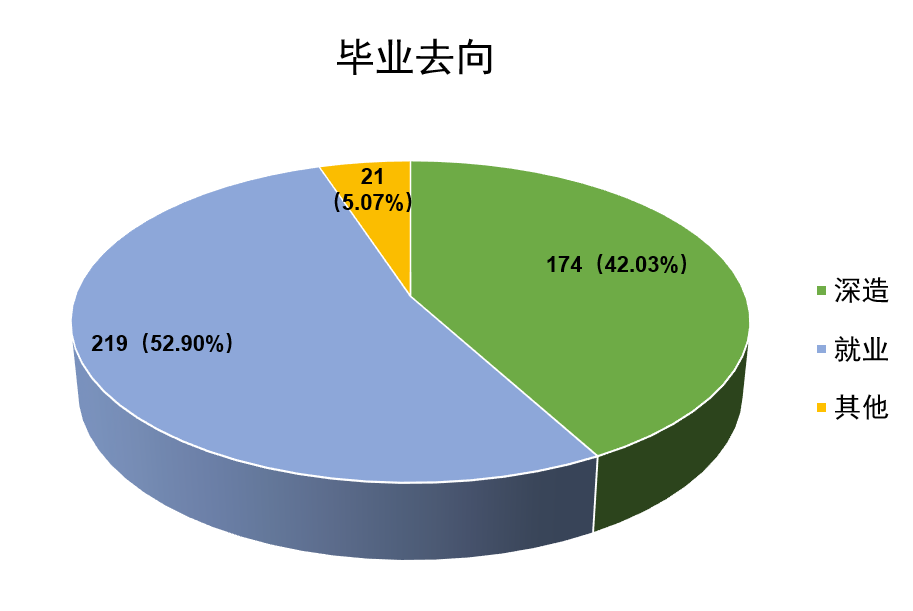 毕业去向
21
(5.07%)
174（42.03%）
219（52.90%）
深造
就业
其他